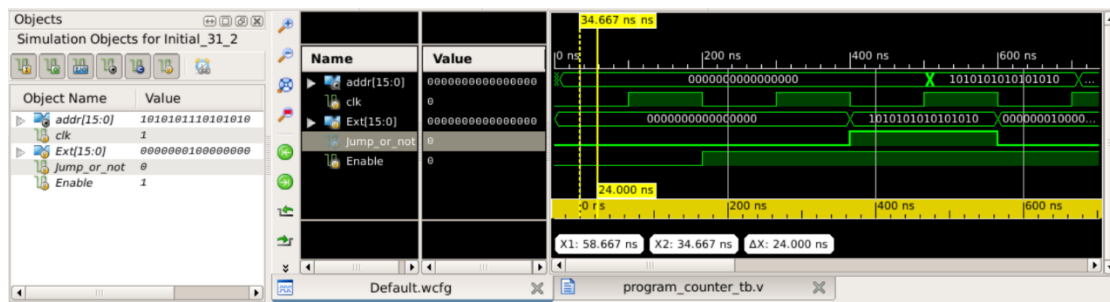 Objects
Simulation Objects for Initial_31_2
Object Name Value
addr[15:0] 1010101110101010
clk 1
Ext[15:0] 0000000100000000
Jump_or_not 0
Enable 1
Name Value
addr[15:0] 0000000000000000
clk 0
Ext[15:0] 0000000000000000
Jump_or_not 0
Enable 0
34.667 ns ns
0 ns 200 ns 400 ns 600 ns
0000000000000000 X 1010101010101010 ...
0000000000000000 1010101010101010 000000010000...
24.000 ns
200 ns 400 ns 600 ns
X1: 58.667 ns X2: 34.667 ns ΔX: 24.000 ns
Default.wcfg program_counter_tb.v